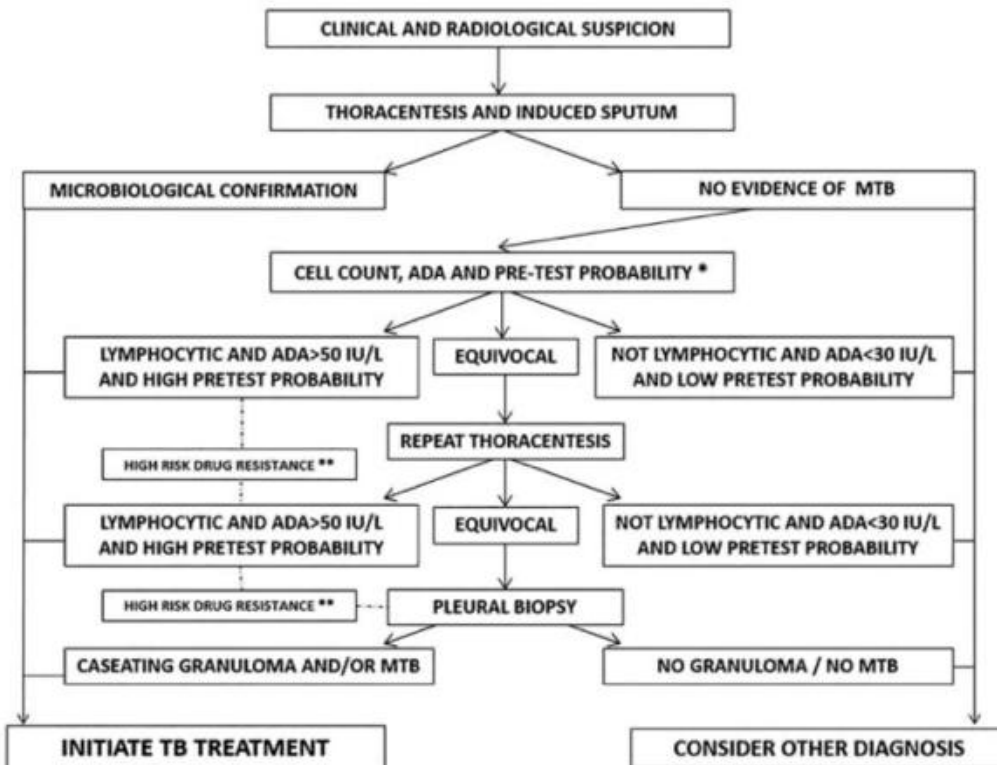 CLINICAL AND RADIOLOGICAL SUSPICION
THORACENTESIS AND INDUCED SPUTUM
MICROBIOLOGICAL CONFIRMATION
NO EVIDENCE OF MTB
CELL COUNT, ADA AND PRE-TEST PROBABILITY *
LYMPHOCYTIC AND ADA>50 IU/L
AND HIGH PRETEST PROBABILITY
EQUIVOCAL
NOT LYMPHOCYTIC AND ADA<30 IU/L
AND LOW PRETEST PROBABILITY
REPEAT THORACENTESIS
HIGH RISK DRUG RESISTANCE **
LYMPHOCYTIC AND ADA>50 IU/L
AND HIGH PRETEST PROBABILITY
EQUIVOCAL
NOT LYMPHOCYTIC AND ADA<30 IU/L
AND LOW PRETEST PROBABILITY
HIGH RISK DRUG RESISTANCE **
PLEURAL BIOPSY
CASEATING GRANULOMA AND/OR MTB
NO GRANULOMA / NO MTB
INITIATE TB TREATMENT
CONSIDER OTHER DIAGNOSIS